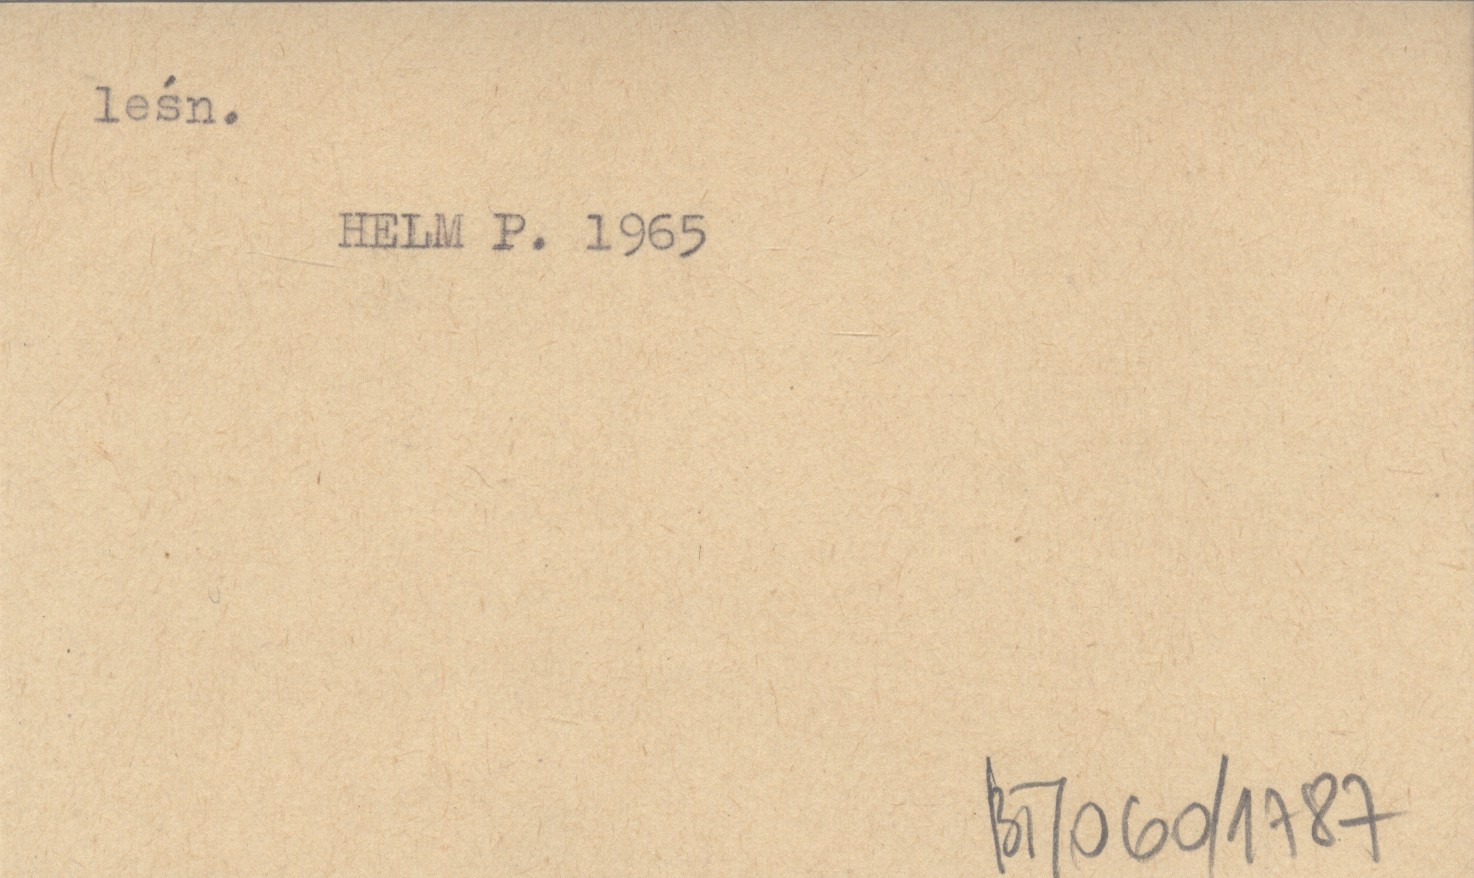 leśn.
HELM P. 1965
BT/060/1787